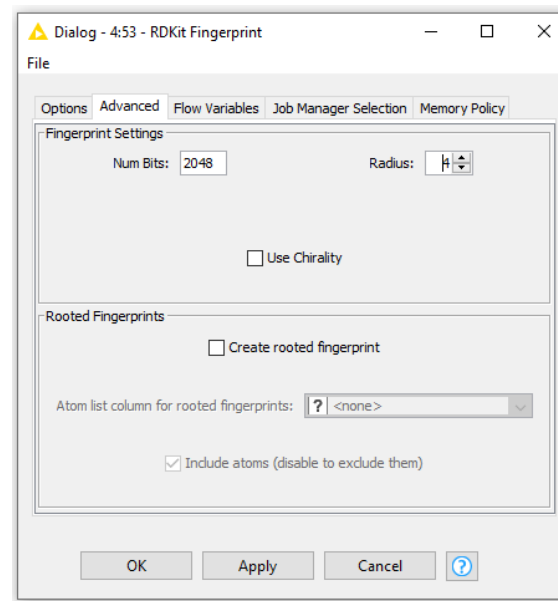 Dialog - 4:53 - RDKit Fingerprint
File
Options Advanced Flow Variables Job Manager Selection Memory Policy
Fingerprint Settings
Num Bits: 2048 Radius: 4
Use Chirality
Rooted Fingerprints
Create rooted fingerprint
Atom list column for rooted fingerprints: ? <none>
Include atoms (disable to exclude them)
OK Apply Cancel ?